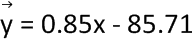 y⃗ = 0.85x - 85.71